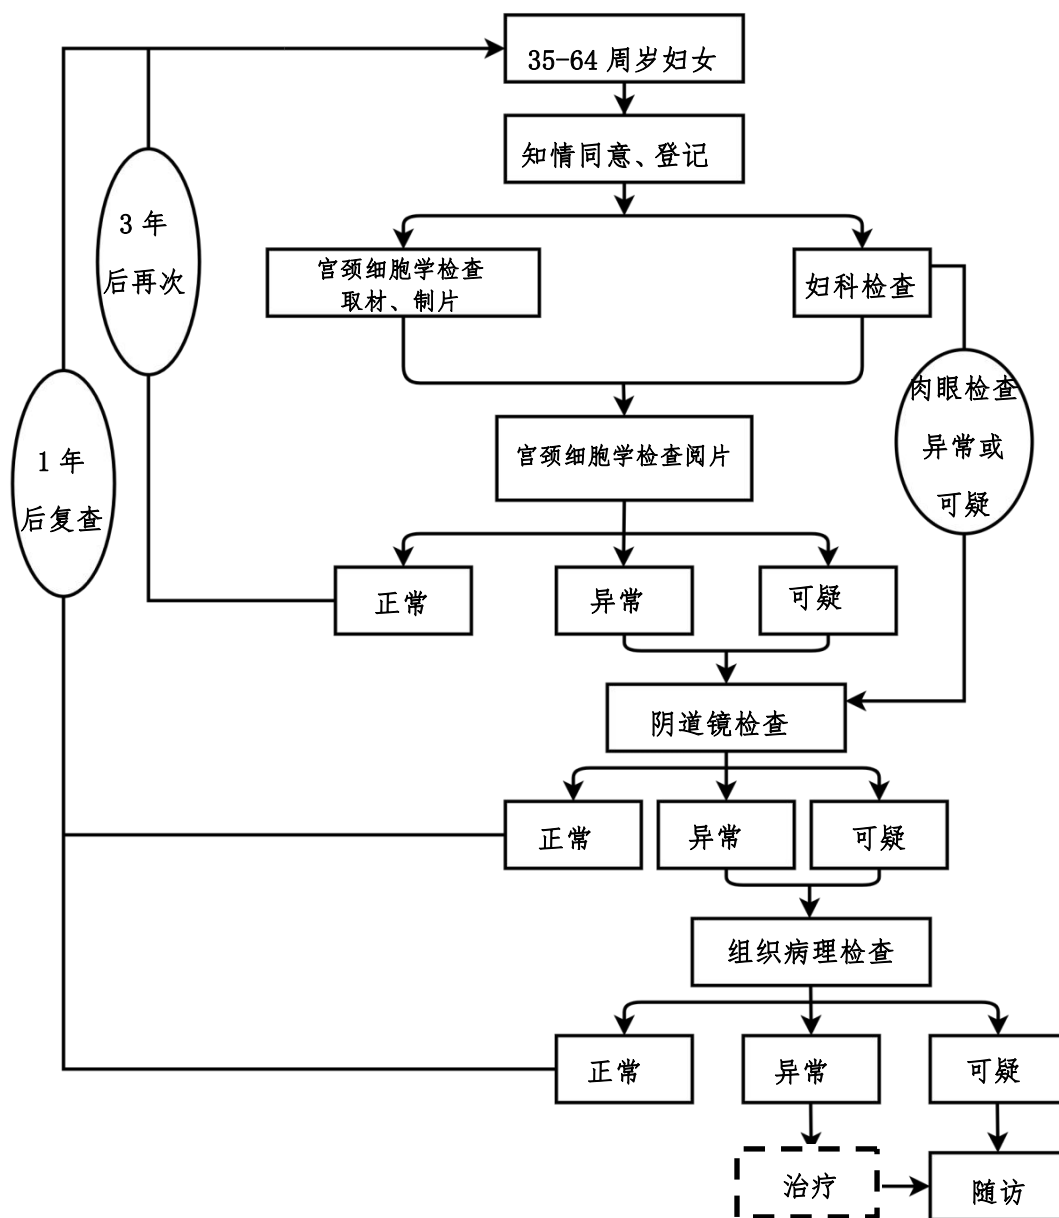 35-64 周岁妇女
知情同意、登记
3 年
后再次
宫颈细胞学检查
取材、制片
妇科检查
肉眼检查
异常或
可疑
1 年
后复查
宫颈细胞学检查阅片
正常
异常
可疑
阴道镜检查
正常
异常
可疑
组织病理检查
正常
异常
可疑
治疗
随访